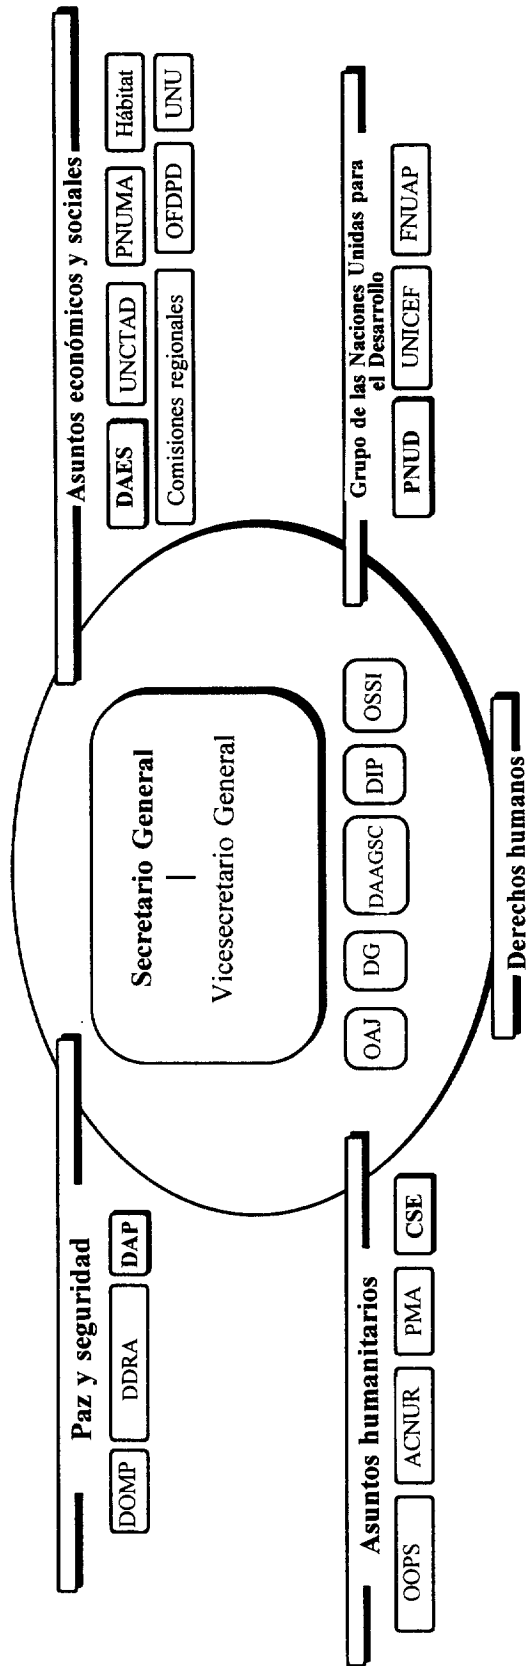 Paz y seguridad
DOMP
DDRA
DAP
Asuntos económicos y sociales
DAES
UNCTAD
PNUMA
Hábitat
Comisiones regionales
OFDPD
UNU
Secretario General
Vicesecretario General
OAJ
DG
DAAGSC
DIP
OSSI
Asuntos humanitarios
OOPS
ACNUR
PMA
CSE
Grupo de las Naciones Unidas para
el Desarrollo
PNUD
UNICEF
FNUAP
Derechos humanos